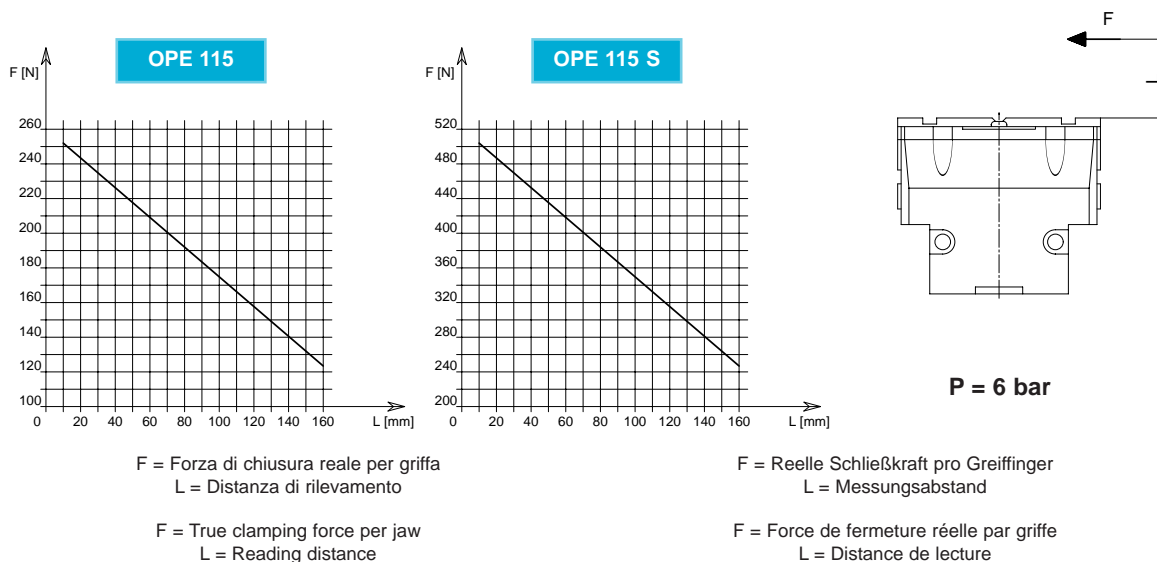 OPE 115
F [N]
260
240
220
200
180
160
140
120
100
0 20 40 60 80 100 120 140 160
L [mm]
OPE 115 S
F [N]
520
480
440
400
360
320
280
240
200
0 20 40 60 80 100 120 140 160
L [mm]
F
P = 6 bar
F = Forza di chiusura reale per griffa
L = Distanza di rilevamento
F = True clamping force per jaw
L = Reading distance
F = Reelle Schließkraft pro Greiffinger
L = Messungsabstand
F = Force de fermeture réelle par griffe
L = Distance de lecture